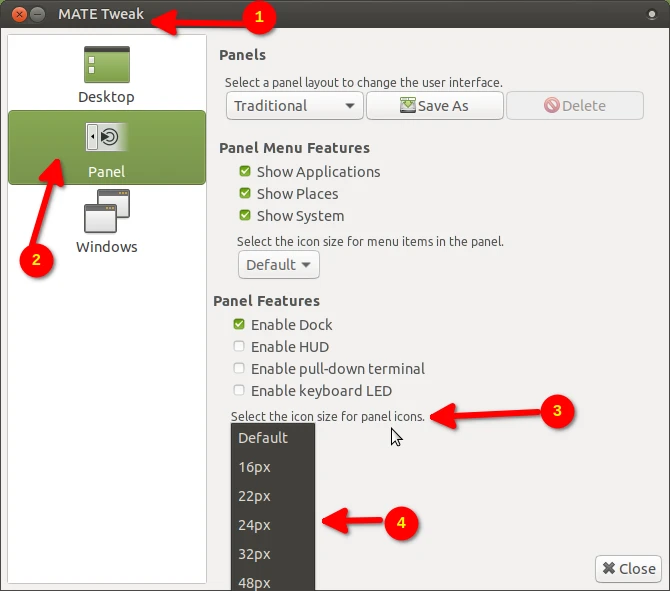 MATE Tweak
1
Desktop
Panel
2
Windows
Panels
Select a panel layout to change the user interface.
Traditional Save As Delete
Panel Menu Features
Show Applications
Show Places
Show System
Select the icon size for menu items in the panel.
Default
Panel Features
Enable Dock
Enable HUD
Enable pull-down terminal
Enable keyboard LED
Select the icon size for panel icons.
3
Default
16px
22px
24px
4
32px
48px
Close